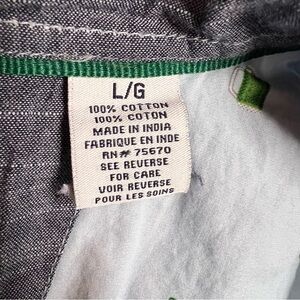 L/G
100% COTTON
100% COTON
MADE IN INDIA
FABRIQUE EN INDE
RN# 75670
SEE REVERSE
FOR CARE
VOIR REVERSE
POUR LES SOINS